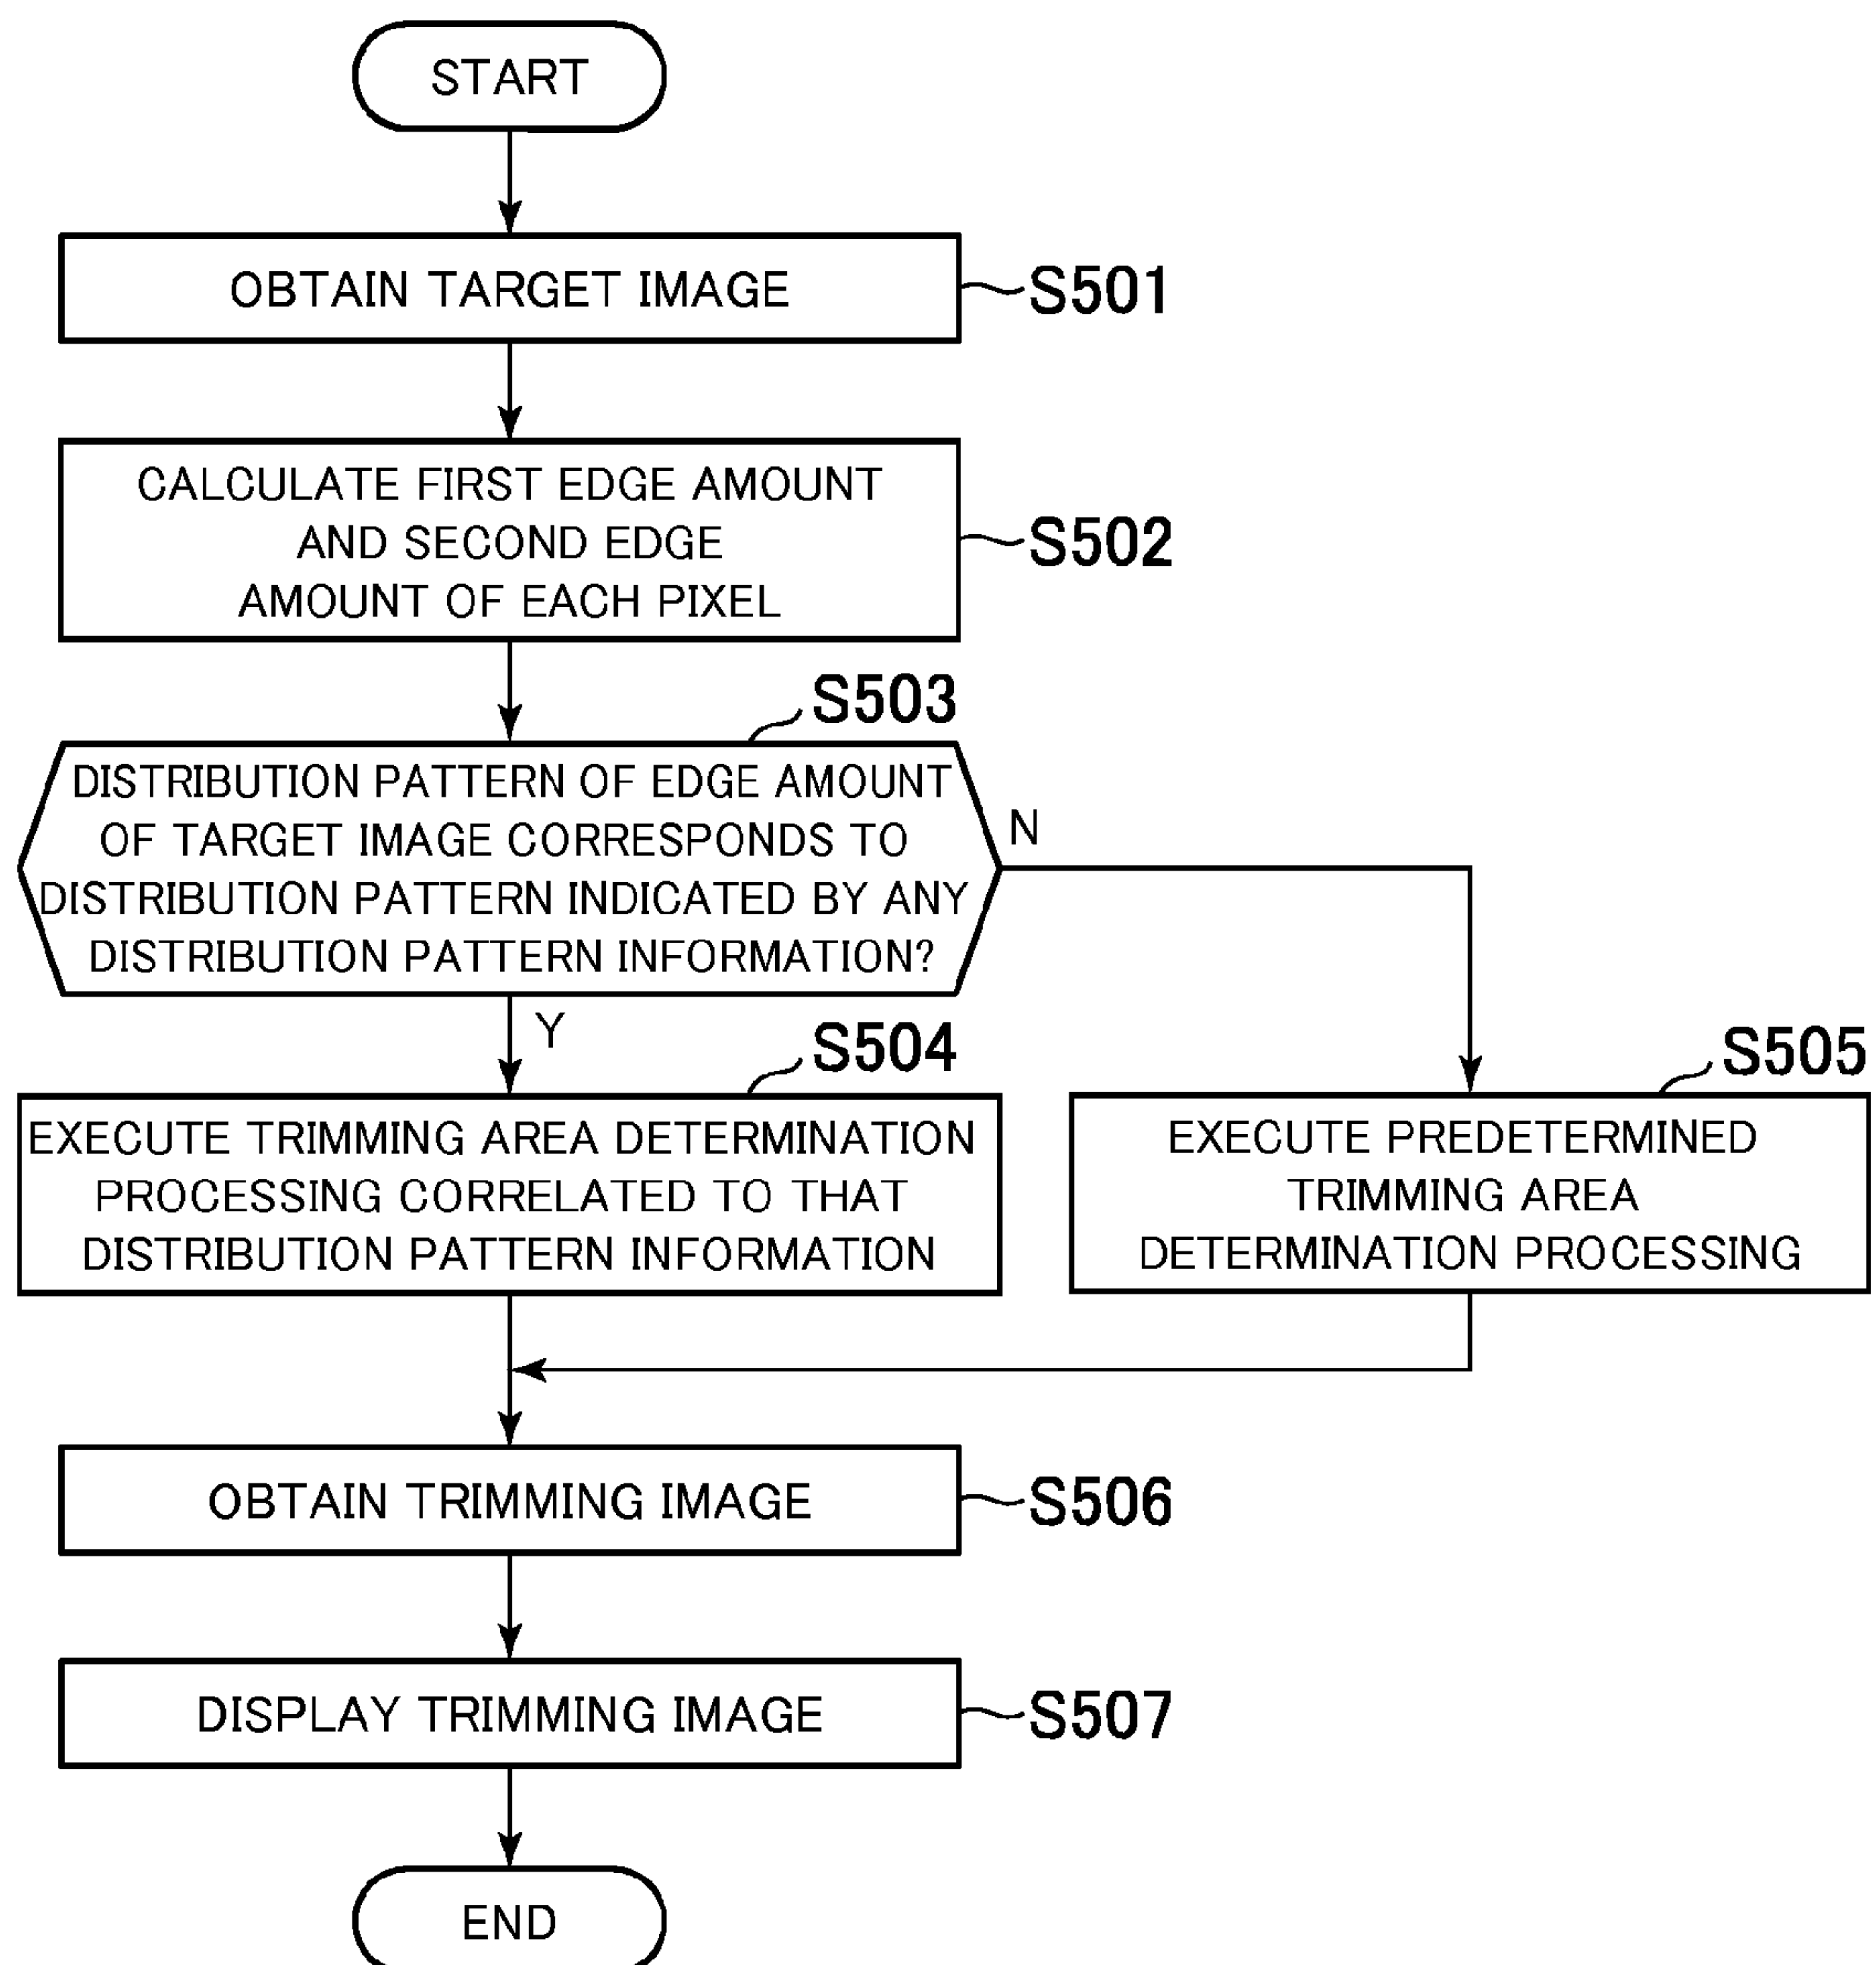 START
OBTAIN TARGET IMAGE
S501
CALCULATE FIRST EDGE AMOUNT
AND SECOND EDGE
AMOUNT OF EACH PIXEL
S502
S503
DISTRIBUTION PATTERN OF EDGE AMOUNT
OF TARGET IMAGE CORRESPONDS TO
DISTRIBUTION PATTERN INDICATED BY ANY
DISTRIBUTION PATTERN INFORMATION?
N
Y
S504
EXECUTE TRIMMING AREA DETERMINATION
PROCESSING CORRELATED TO THAT
DISTRIBUTION PATTERN INFORMATION
S505
EXECUTE PREDETERMINED
TRIMMING AREA
DETERMINATION PROCESSING
OBTAIN TRIMMING IMAGE
S506
DISPLAY TRIMMING IMAGE
S507
END